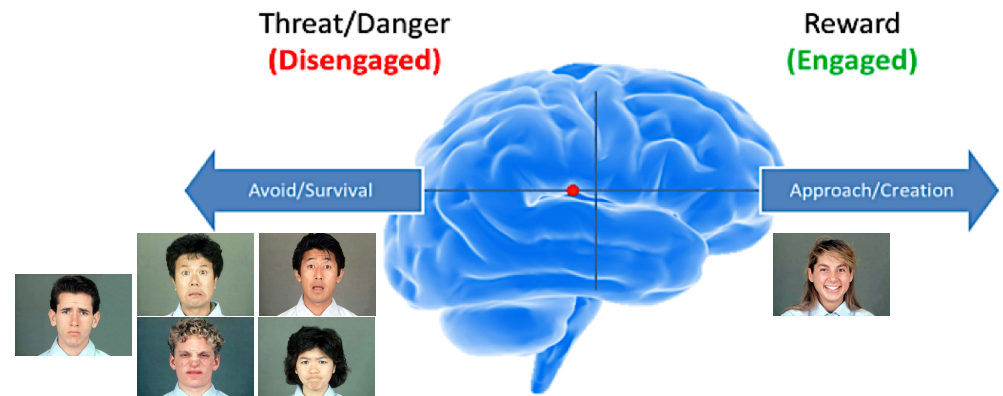 Threat/Danger
(Disengaged)
Reward
(Engaged)
Avoid/Survival
Approach/Creation